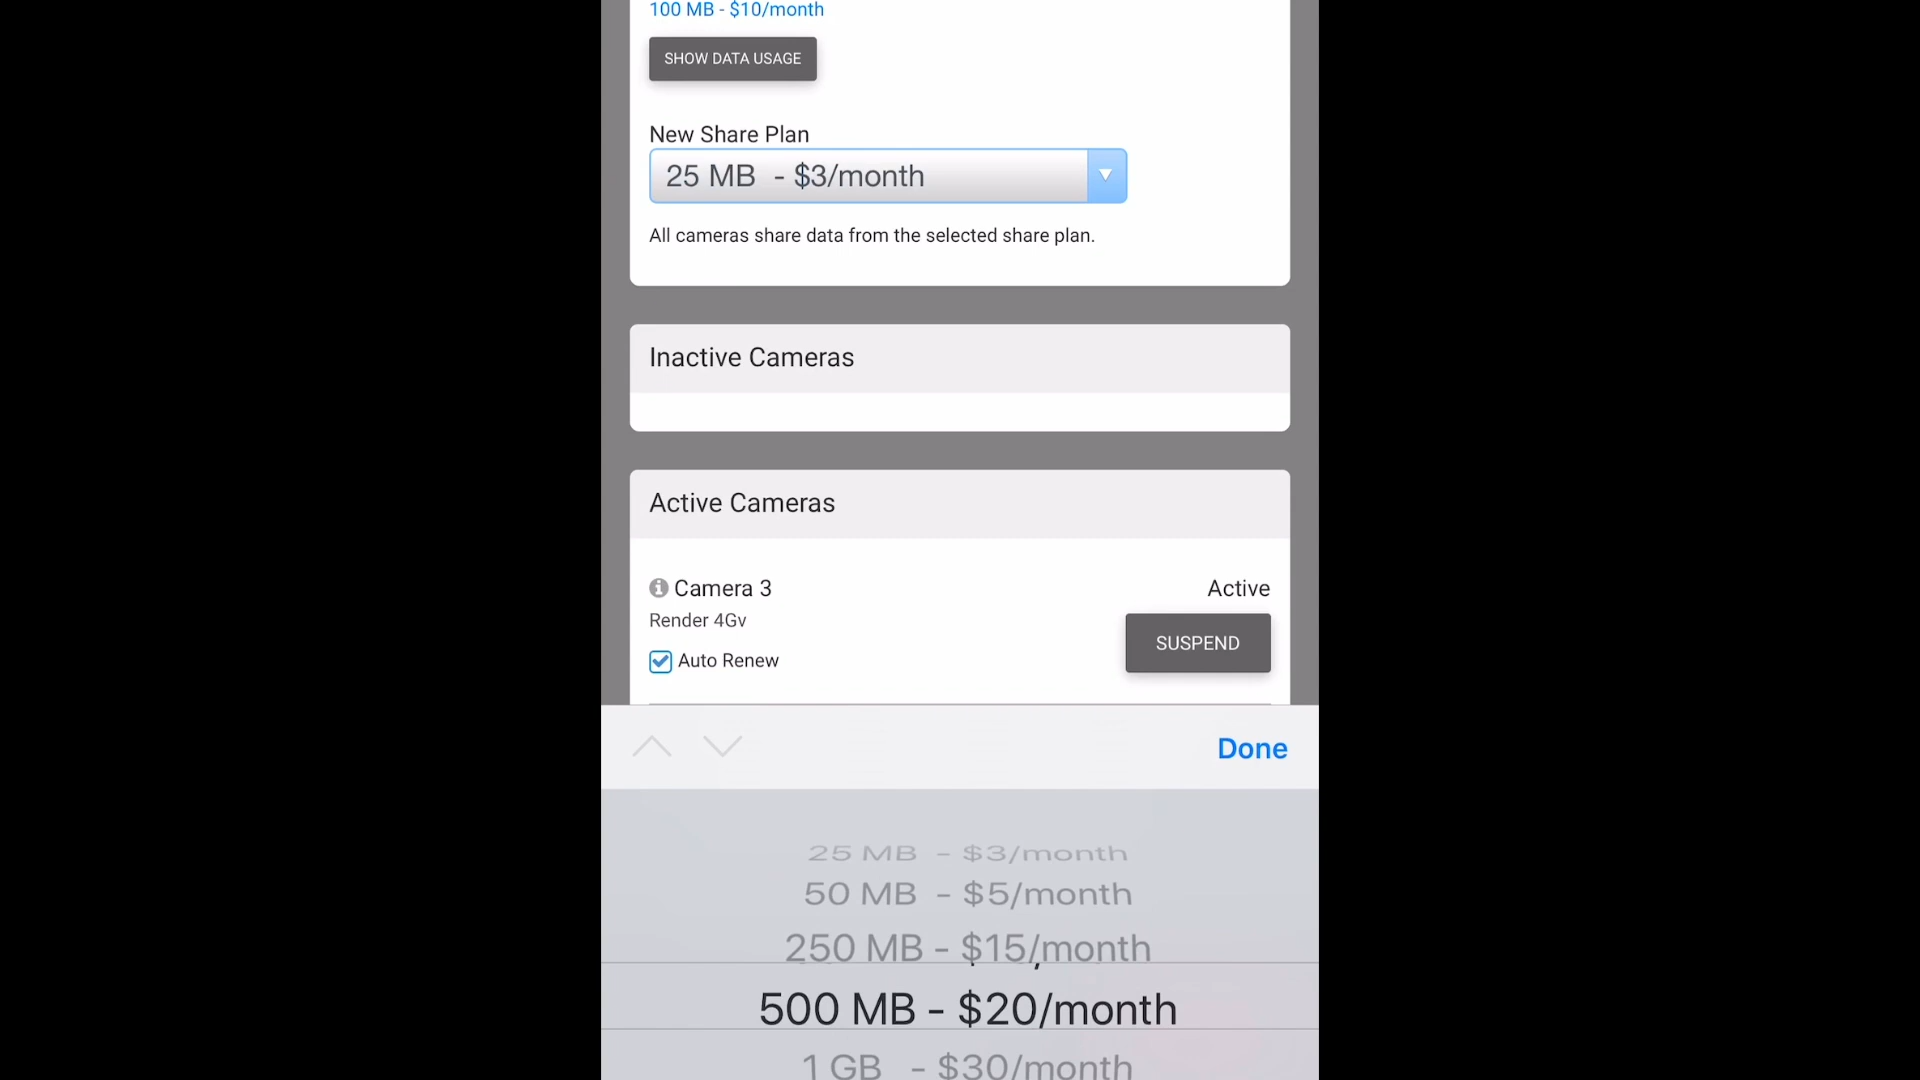 100 MB - $10/month
SHOW DATA USAGE
New Share Plan
25 MB - $3/month
All cameras share data from the selected share plan.
Inactive Cameras
Active Cameras
Camera 3 Active
Render 4Gv
SUSPEND
Auto Renew
Done
25 MB - $3/month
50 MB - $5/month
250 MB - $15/month
500 MB - $20/month
1 GB - $30/month